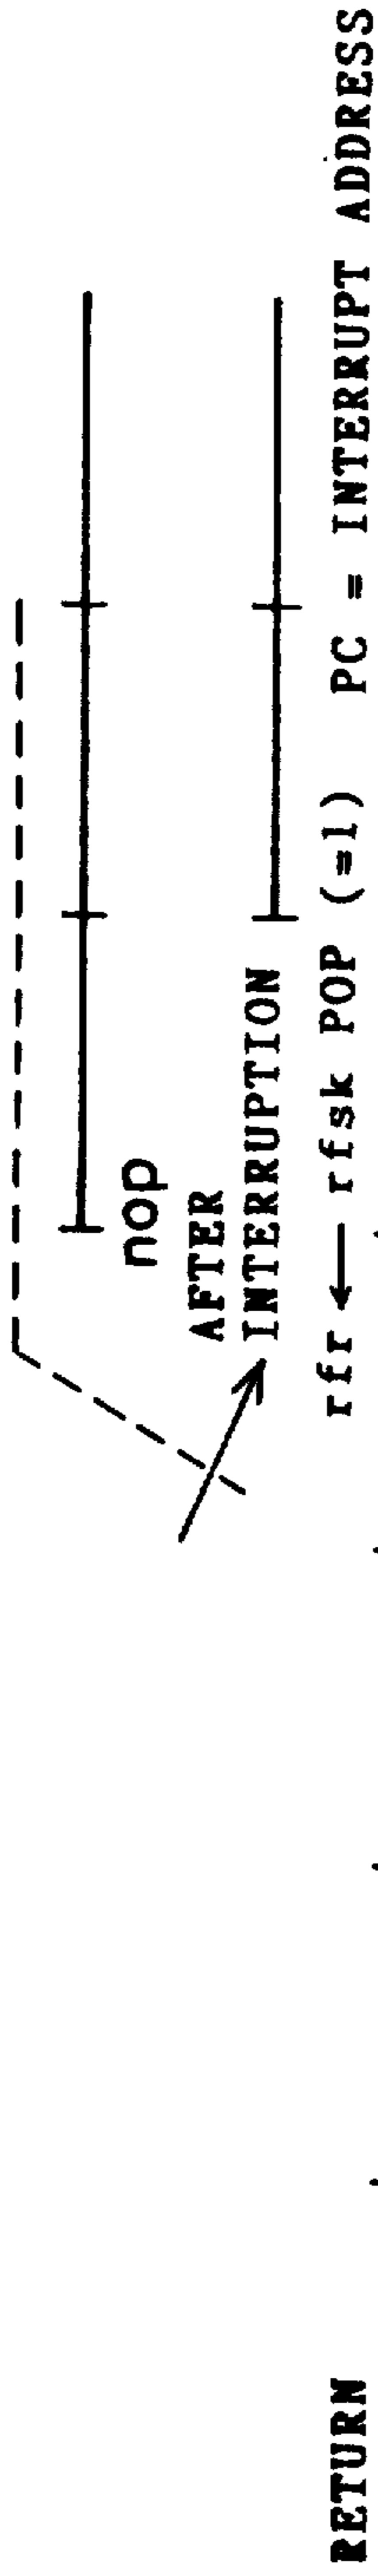 nop
AFTER
INTERRUPTION
RETURN rfr ← rfsk POP (=1) PC = INTERRUPT ADDRESS